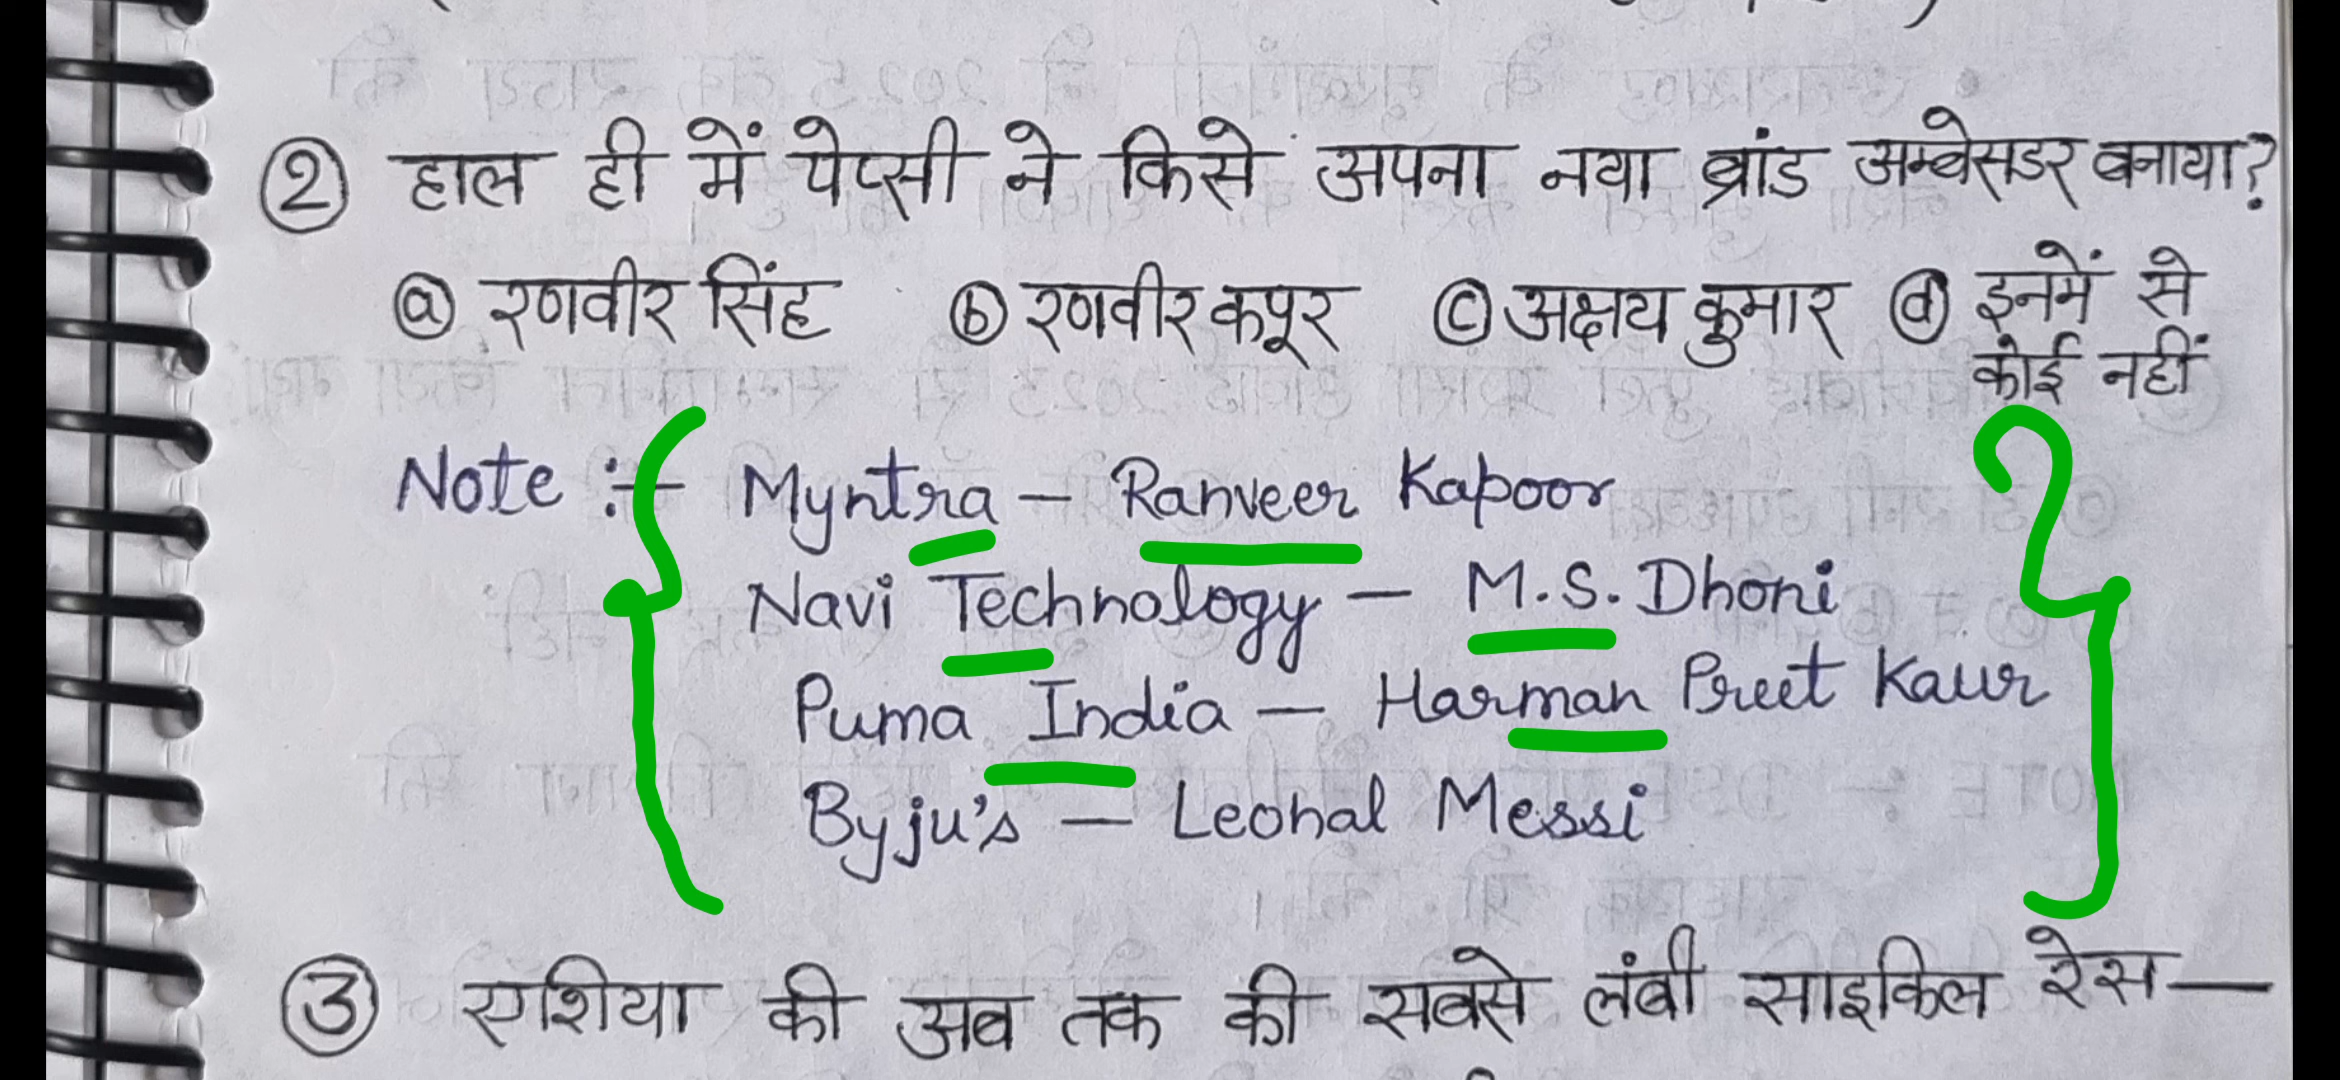 ② हाल ही में पेप्सी ने किसे अपना नया ब्रांड अम्बेसडर बनाया?
ⓐ रणवीर सिंह ⓑ रणवीर कपूर ⓒ अक्षय कुमार ⓓ इनमें से
कोई नहीं
Note :- Myntra - Ranveer Kapoor
Navi Technology - M.S. Dhoni
Puma India - Harman Preet Kaur
Byju's - Leonal Messi
③ एशिया की अब तक की सबसे लंबी साइकिल रेस-